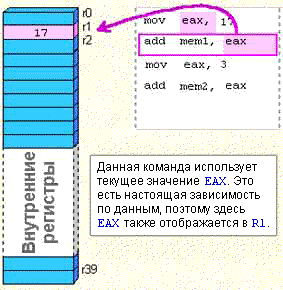 r0
r1
r2
17
Внутренние
регистры
r39
mov eax, 17
add mem1, eax
mov eax, 3
add mem2, eax
Данная команда использует
текущее значение EAX. Это
есть настоящая зависимость
по данным, поэтому здесь
EAX также отображается в R1.